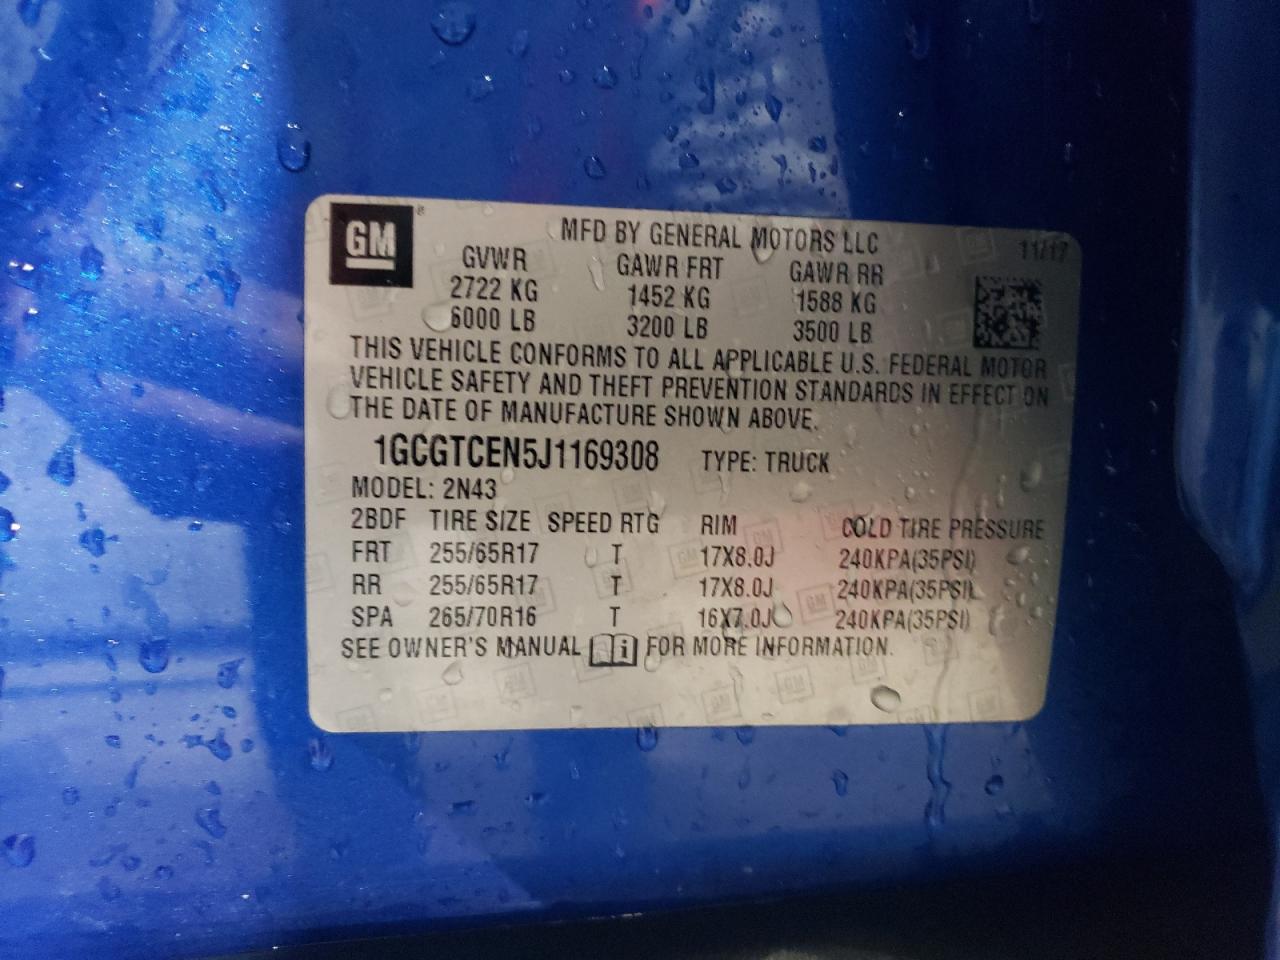 GM ®
MFD BY GENERAL MOTORS LLC 11/17
GVWR GAWR FRT GAWR RR
2722 KG 1452 KG 1588 KG
6000 LB 3200 LB 3500 LB
THIS VEHICLE CONFORMS TO ALL APPLICABLE U.S. FEDERAL MOTOR
VEHICLE SAFETY AND THEFT PREVENTION STANDARDS IN EFFECT ON
THE DATE OF MANUFACTURE SHOWN ABOVE.
1GCGTCEN5J1169308 TYPE: TRUCK
MODEL: 2N43
2BDF TIRE SIZE SPEED RTG RIM COLD TIRE PRESSURE
FRT 255/65R17 T 17X8.0J 240KPA(35PSI)
RR 255/65R17 T 17X8.0J 240KPA(35PSI)
SPA 265/70R16 T 16X7.0J 240KPA(35PSI)
SEE OWNER'S MANUAL i FOR MORE INFORMATION.